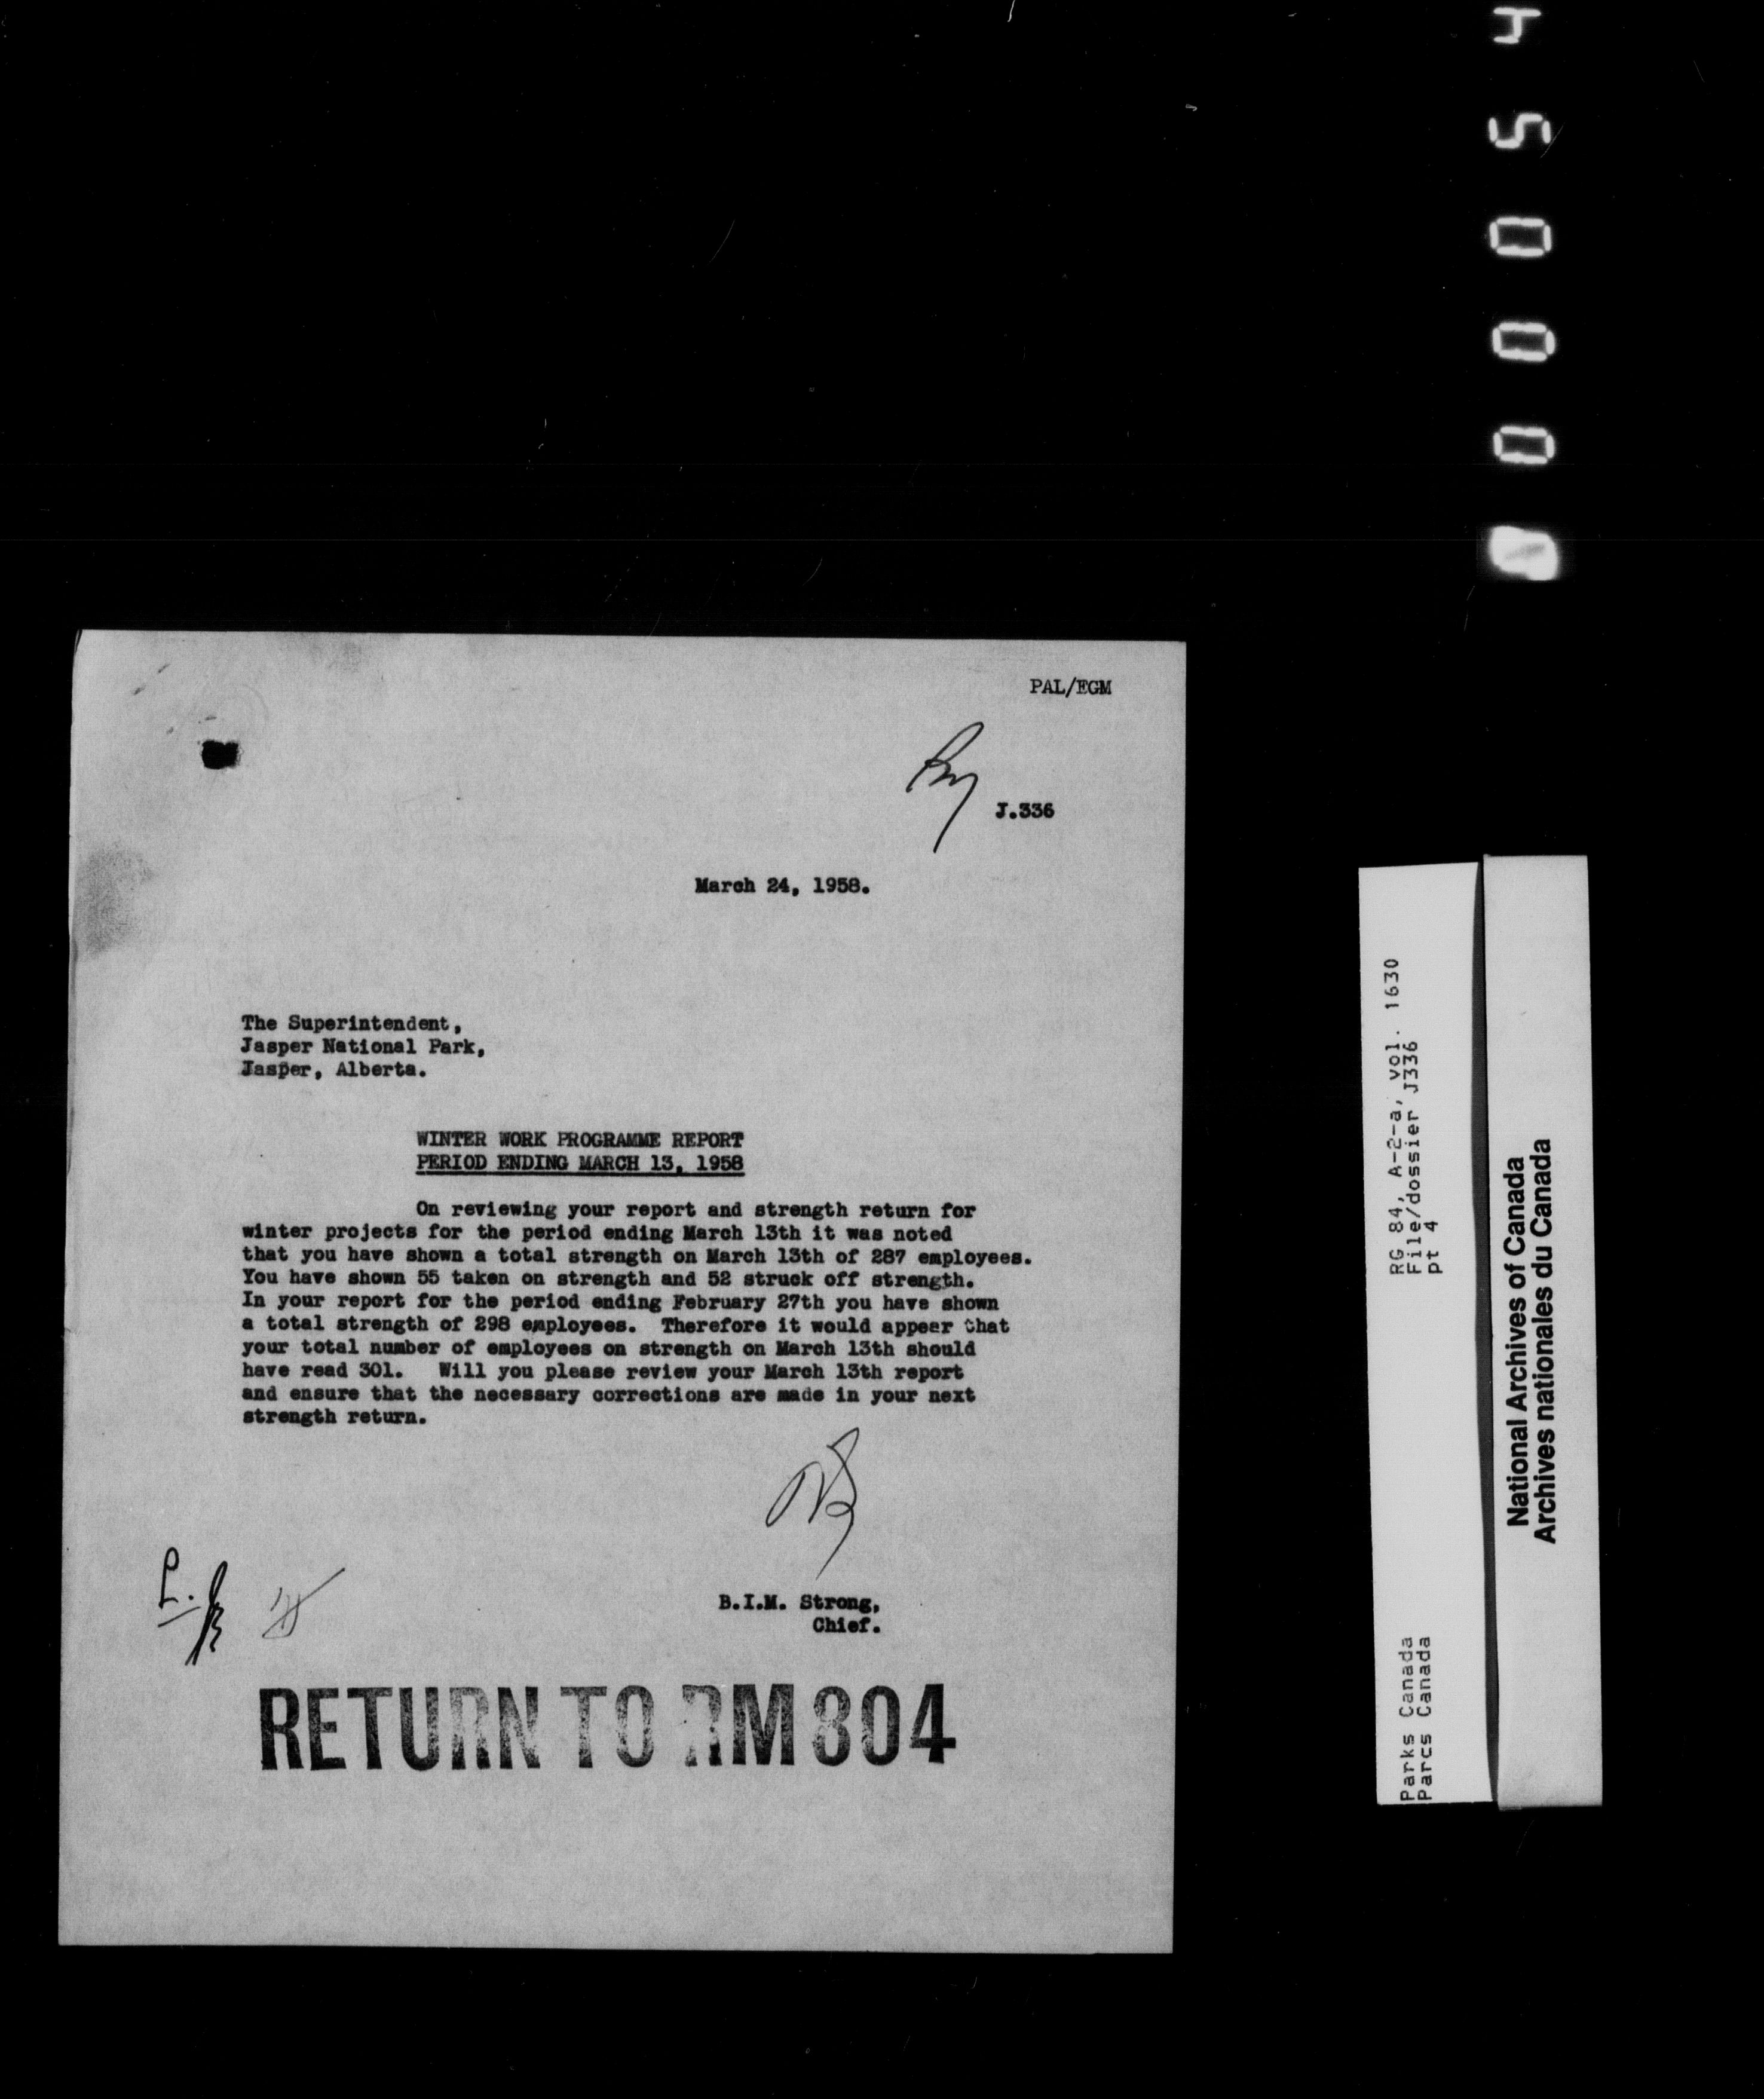 PAL/EGM
J.336
March 24, 1958.
The Superintendent,
Jasper National Park,
Jasper, Alberta.
WINTER WORK PROGRAMME REPORT
PERIOD ENDING MARCH 13, 1958
On reviewing your report and strength return for
winter projects for the period ending March 13th it was noted
that you have shown a total strength on March 13th of 287 employees.
You have shown 55 taken on strength and 52 struck off strength.
In your report for the period ending February 27th you have shown
a total strength of 298 employees. Therefore it would appear that
your total number of employees on strength on March 13th should
have read 301. Will you please review your March 13th report
and ensure that the necessary corrections are made in your next
strength return.
B.I.M. Strong,
Chief.
RETURN TO RM 804
RG 84, A-2-a, vol. 1630
File/dossier J336
pt 4
Parks Canada
Parcs Canada
National Archives of Canada
Archives nationales du Canada